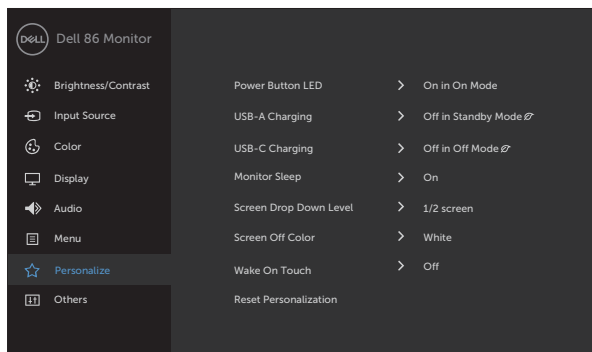 DELL Dell 86 Monitor
Brightness/Contrast
Input Source
Color
Display
Audio
Menu
Personalize
Others
Power Button LED > On in On Mode
USB-A Charging > Off in Standby Mode
USB-C Charging > Off in Off Mode
Monitor Sleep > On
Screen Drop Down Level > 1/2 screen
Screen Off Color > White
Wake On Touch > Off
Reset Personalization